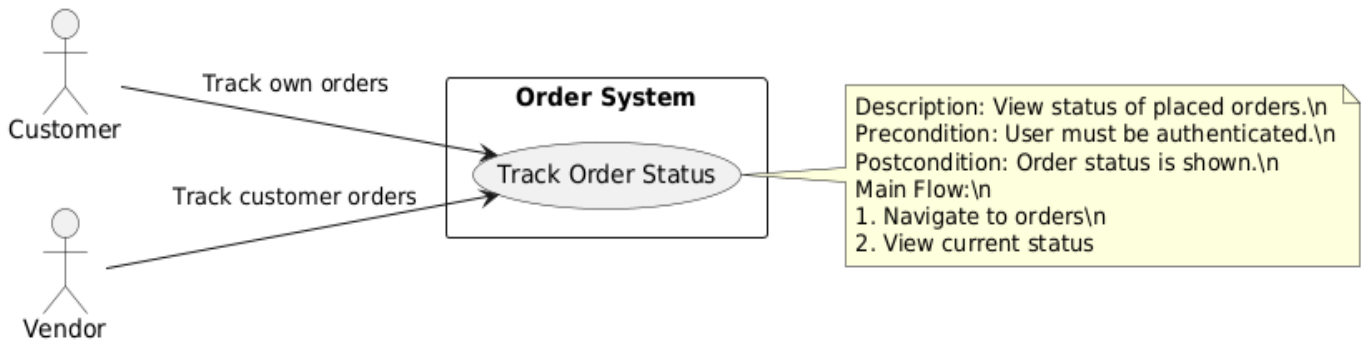 Customer
Track own orders
Order System
Track Order Status
Track customer orders
Vendor
Description: View status of placed orders.\n
Precondition: User must be authenticated.\n
Postcondition: Order status is shown.\n
Main Flow:\n
1. Navigate to orders\n
2. View current status